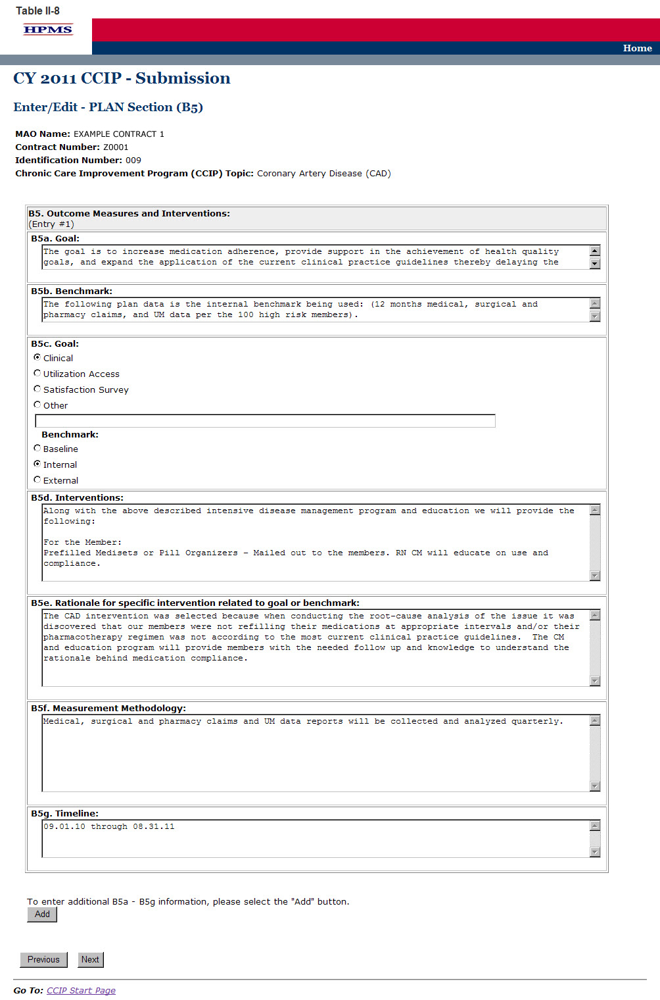 Table II-8
HPMS
Home
CY 2011 CCIP - Submission
Enter/Edit - PLAN Section (B5)
MAO Name: EXAMPLE CONTRACT 1
Contract Number: Z0001
Identification Number: 009
Chronic Care Improvement Program (CCIP) Topic: Coronary Artery Disease (CAD)
B5. Outcome Measures and Interventions:
(Entry #1)
B5a. Goal:
The goal is to increase medication adherence, provide support in the achievement of health quality
goals, and expand the application of the current clinical practice guidelines thereby delaying the
B5b. Benchmark:
The following plan data is the internal benchmark being used: (12 months medical, surgical and
pharmacy claims, and UM data per the 100 high risk members).
B5c. Goal:
Clinical
Utilization Access
Satisfaction Survey
Other
Benchmark:
Baseline
Internal
External
B5d. Interventions:
Along with the above described intensive disease management program and education we will provide the
following:
For the Member:
Prefilled Medisets or Pill Organizers – Mailed out to the members. RN CM will educate on use and
compliance.
B5e. Rationale for specific intervention related to goal or benchmark:
The CAD intervention was selected because when conducting the root-cause analysis of the issue it was
discovered that our members were not refilling their medications at appropriate intervals and/or their
pharmacotherapy regimen was not according to the most current clinical practice guidelines.  The CM
and education program will provide members with the needed follow up and knowledge to understand the
rationale behind medication compliance.
B5f. Measurement Methodology:
Medical, surgical and pharmacy claims and UM data reports will be collected and analyzed quarterly.
B5g. Timeline:
09.01.10 through 08.31.11
To enter additional B5a - B5g information, please select the "Add" button.
Add
Previous Next
Go To: CCIP Start Page